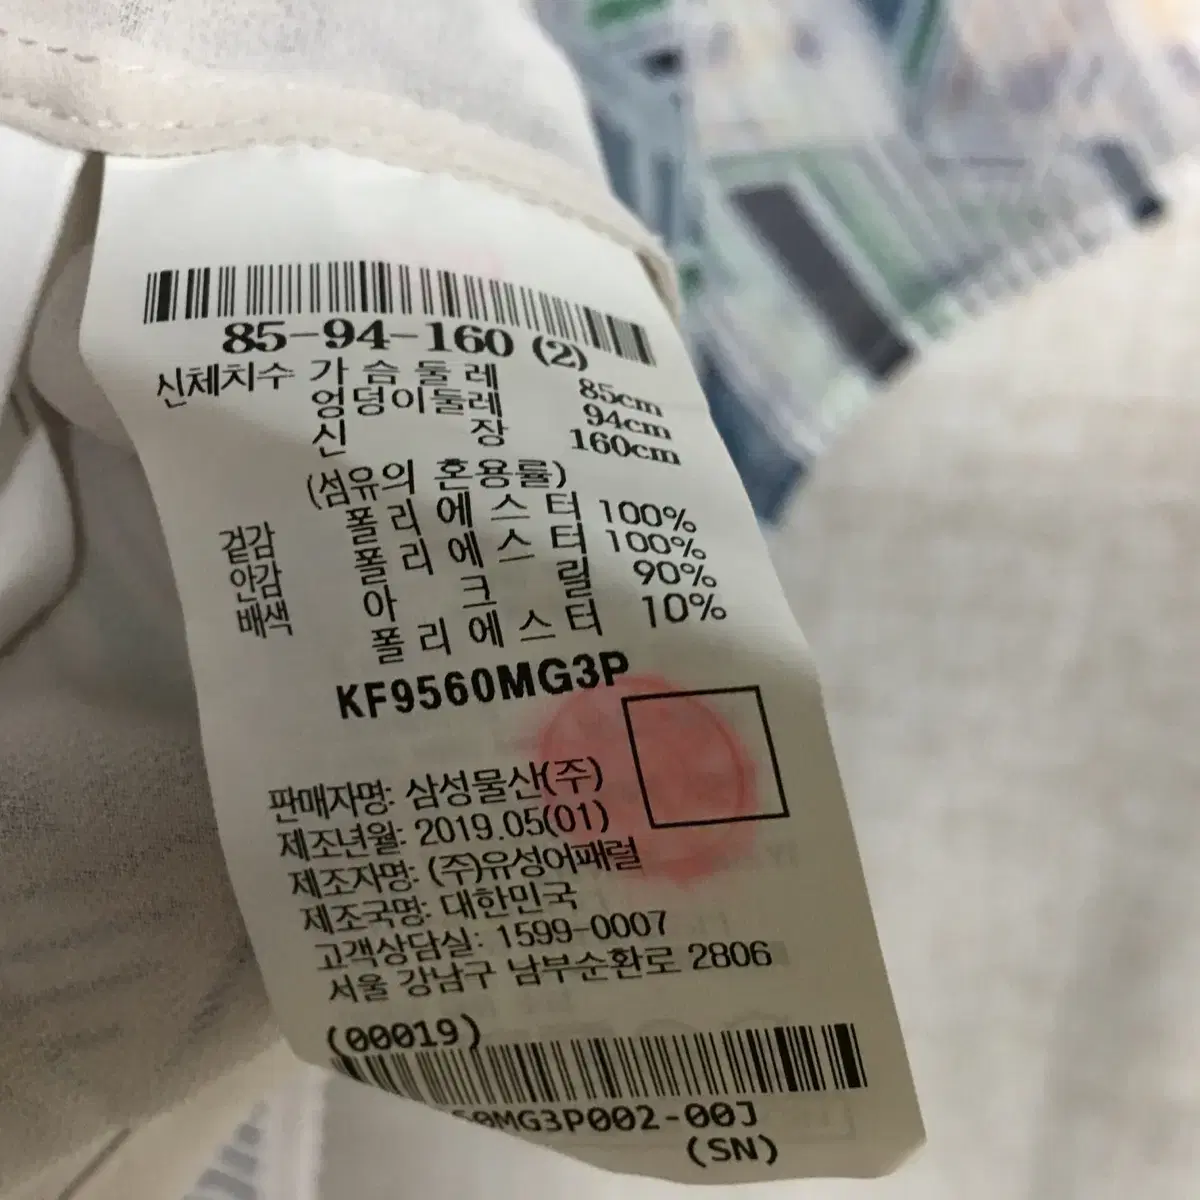 85-94-160 (2)
신체치수 가슴둘레 85cm
엉덩이둘레 94cm
신장 160cm
(섬유의 혼용률)
겉감 폴리에스터 100%
안감 폴리에스터 100%
배색 아크릴 90%
폴리에스터 10%
KF9560MG3P
판매자명: 삼성물산(주)
제조년월: 2019.05(01)
제조자명: (주)유성어패럴
제조국명: 대한민국
고객상담실: 1599-0007
서울 강남구 남부순환로 2806
(00019)
60MG3P002-00J
(SN)